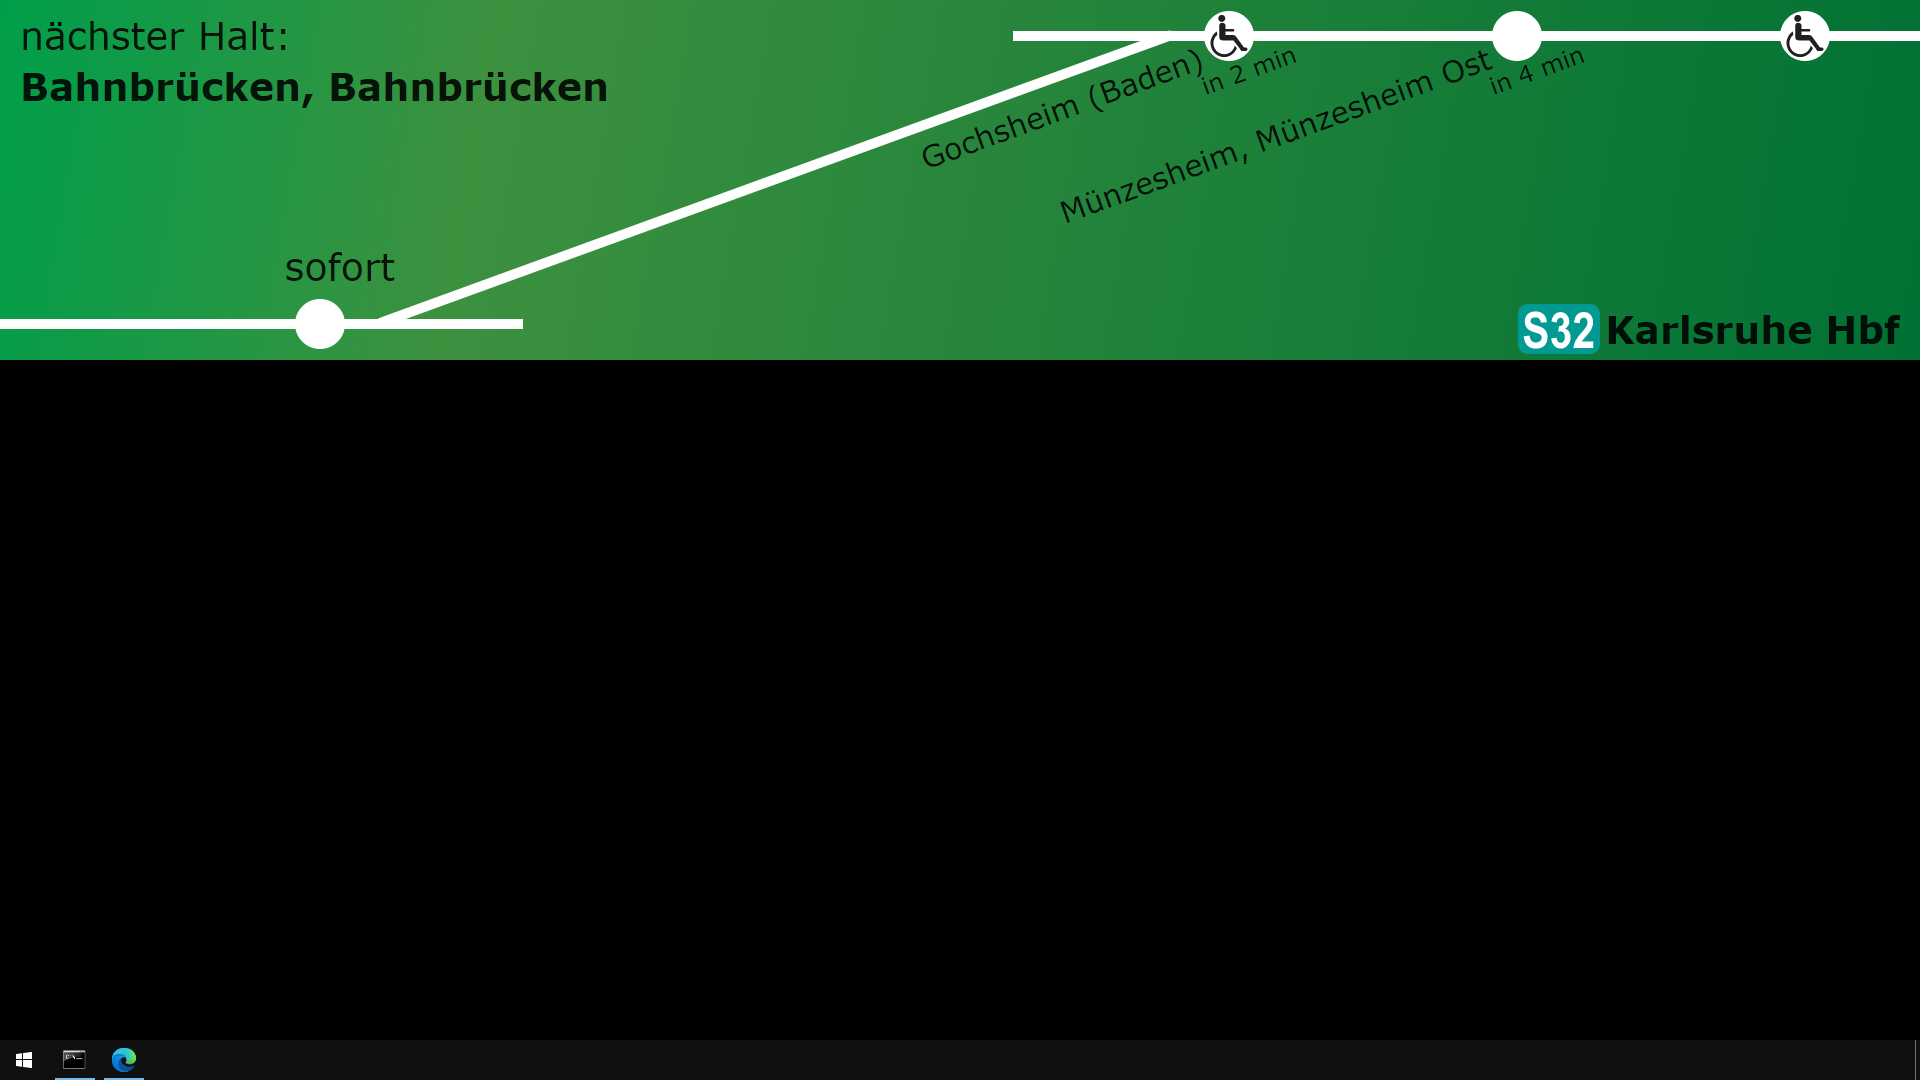 nächster Halt:
Bahnbrücken, Bahnbrücken
sofort
Gochsheim (Baden)
in 2 min
Münzesheim, Münzesheim Ost
in 4 min
S32 Karlsruhe Hbf